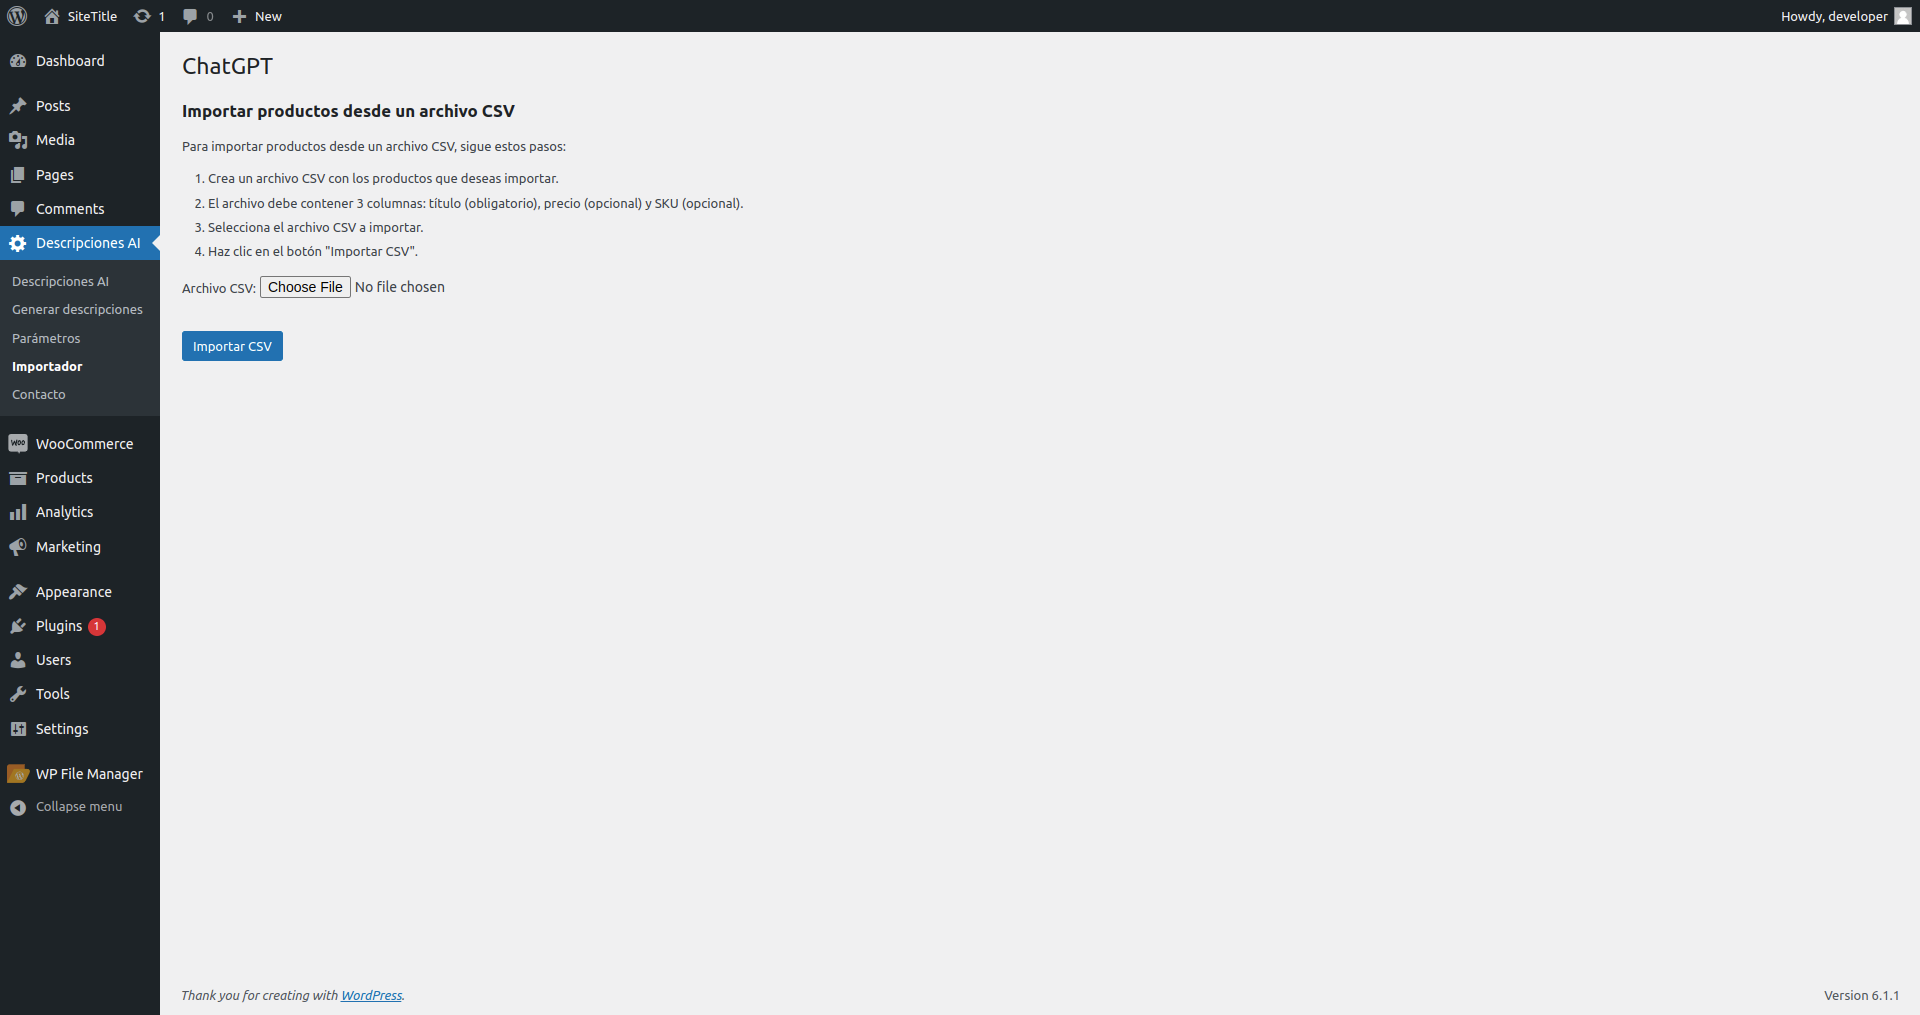 SiteTitle 1 0 New Howdy, developer
Dashboard
Posts
Media
Pages
Comments
Descripciones AI
Descripciones AI
Generar descripciones
Parámetros
Importador
Contacto
WooCommerce
Products
Analytics
Marketing
Appearance
Plugins 1
Users
Tools
Settings
WP File Manager
Collapse menu
ChatGPT
Importar productos desde un archivo CSV
Para importar productos desde un archivo CSV, sigue estos pasos:
1. Crea un archivo CSV con los productos que deseas importar.
2. El archivo debe contener 3 columnas: título (obligatorio), precio (opcional) y SKU (opcional).
3. Selecciona el archivo CSV a importar.
4. Haz clic en el botón "Importar CSV".
Archivo CSV: Choose File No file chosen
Importar CSV
Thank you for creating with WordPress. Version 6.1.1